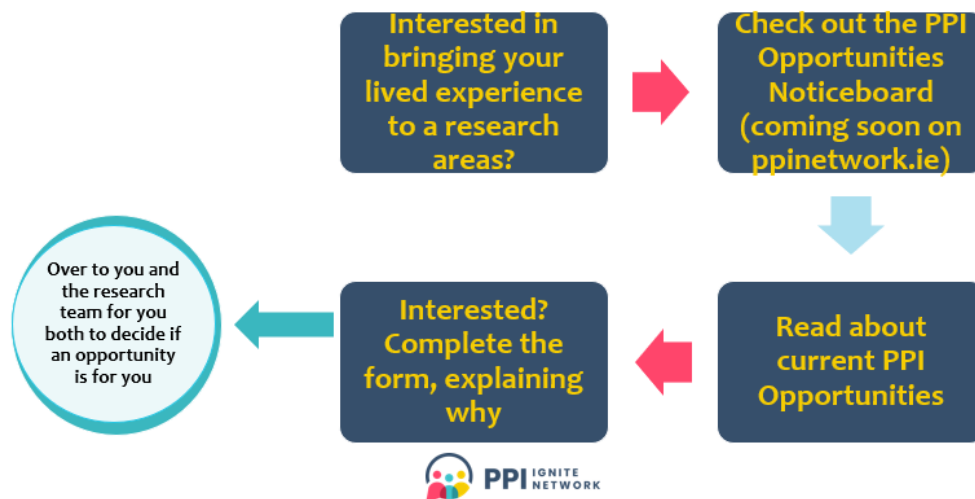 Interested in
bringing your
lived experience
to a research
areas?
Check out the PPI
Opportunities
Noticeboard
(coming soon on
ppinetwork.ie)
Read about
current PPI
Opportunities
Interested?
Complete the
form, explaining
why
Over to you and
the research
team for you
both to decide if
an opportunity
is for you
PPI IGNITE
NETWORK